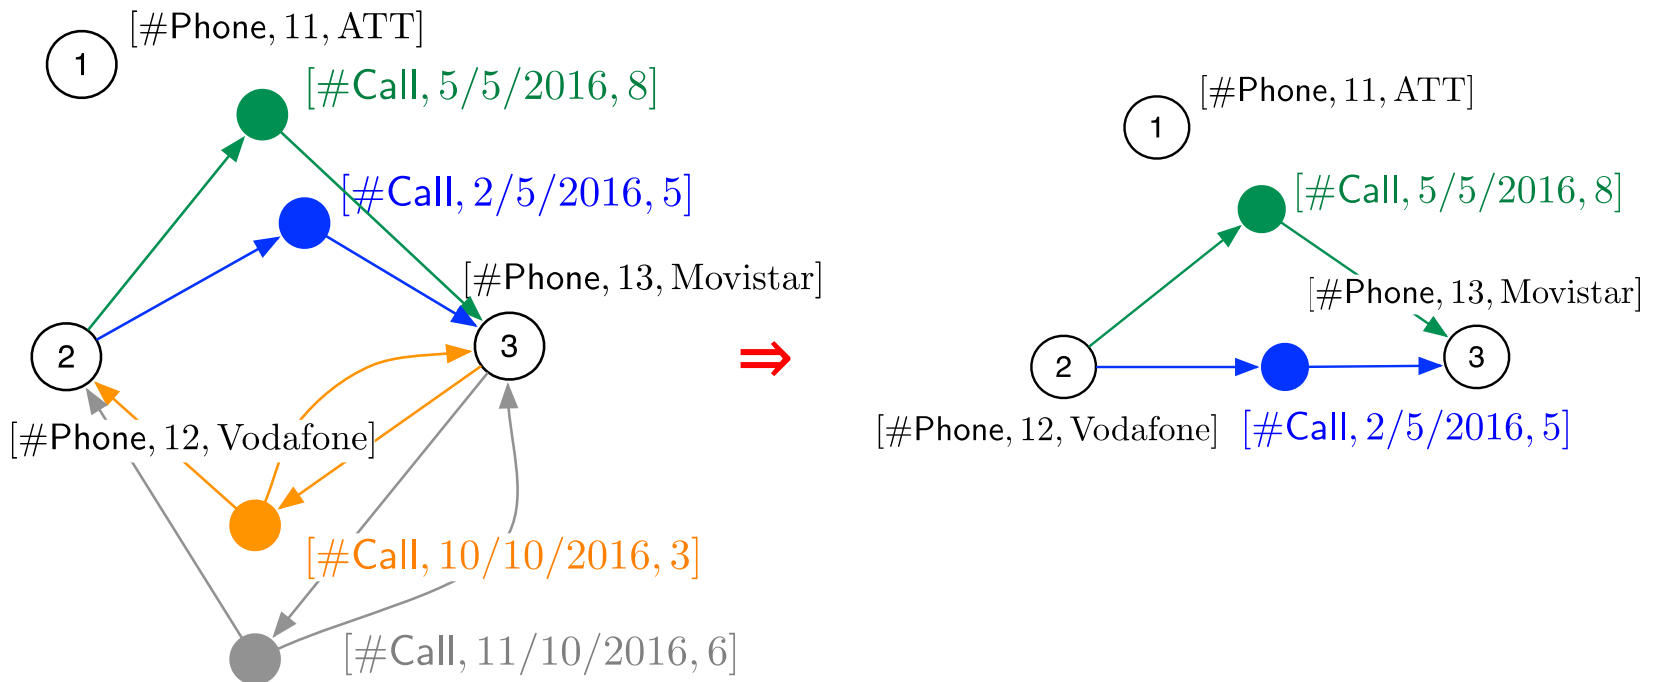 [#Phone, 11, ATT]
1
[#Call, 5/5/2016, 8]
[#Call, 2/5/2016, 5]
[#Phone, 13, Movistar]
2
3
[#Phone, 12, Vodafone]
[#Call, 10/10/2016, 3]
[#Call, 11/10/2016, 6]
⇒
[#Phone, 11, ATT]
1
[#Call, 5/5/2016, 8]
[#Phone, 13, Movistar]
2
3
[#Phone, 12, Vodafone]
[#Call, 2/5/2016, 5]